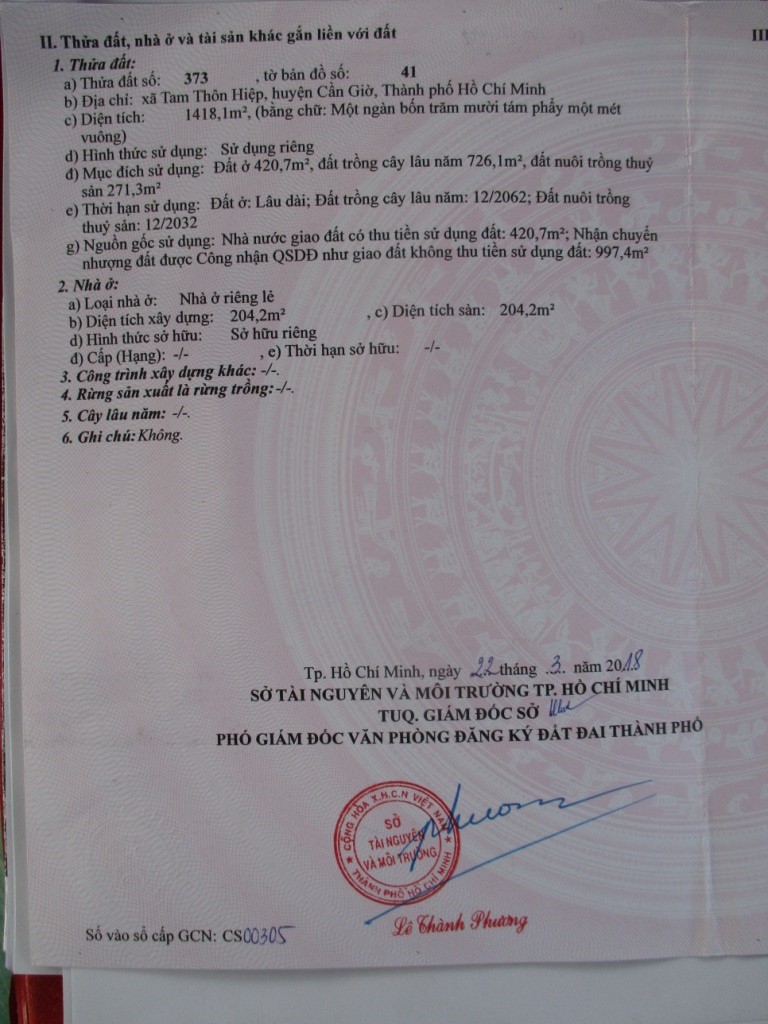 II. Thửa đất, nhà ở và tài sản khác gắn liền với đất
III
1. Thửa đất:
a) Thửa đất số: 373 , tờ bản đồ số: 41
b) Địa chỉ: xã Tam Thôn Hiệp, huyện Cần Giờ, Thành phố Hồ Chí Minh
c) Diện tích: 1418,1m², (bằng chữ: Một ngàn bốn trăm mười tám phẩy một mét
vuông)
d) Hình thức sử dụng: Sử dụng riêng
đ) Mục đích sử dụng: Đất ở 420,7m², đất trồng cây lâu năm 726,1m², đất nuôi trồng thuỷ
sản 271,3m²
e) Thời hạn sử dụng: Đất ở: Lâu dài; Đất trồng cây lâu năm: 12/2062; Đất nuôi trồng
thuỷ sản: 12/2032
g) Nguồn gốc sử dụng: Nhà nước giao đất có thu tiền sử dụng đất: 420,7m²; Nhận chuyển
nhượng đất được Công nhận QSDĐ như giao đất không thu tiền sử dụng đất: 997,4m²
2. Nhà ở:
a) Loại nhà ở: Nhà ở riêng lẻ
b) Diện tích xây dựng: 204,2m² , c) Diện tích sàn: 204,2m²
d) Hình thức sở hữu: Sở hữu riêng
đ) Cấp (Hạng): -/- , e) Thời hạn sở hữu: -/-
3. Công trình xây dựng khác: -/-.
4. Rừng sản xuất là rừng trồng:-/-.
5. Cây lâu năm: -/-.
6. Ghi chú: Không.
Tp. Hồ Chí Minh, ngày 22 tháng 3 năm 2018
SỞ TÀI NGUYÊN VÀ MÔI TRƯỜNG TP. HỒ CHÍ MINH
TUQ. GIÁM ĐỐC SỞ
PHÓ GIÁM ĐỐC VĂN PHÒNG ĐĂNG KÝ ĐẤT ĐAI THÀNH PHỐ
CỘNG HÒA X.H.C.N VIỆT NAM
SỞ
TÀI NGUYÊN
VÀ MÔI TRƯỜNG
THÀNH PHỐ HỒ CHÍ MINH
Lê Thành Phương
Số vào sổ cấp GCN: CS00305